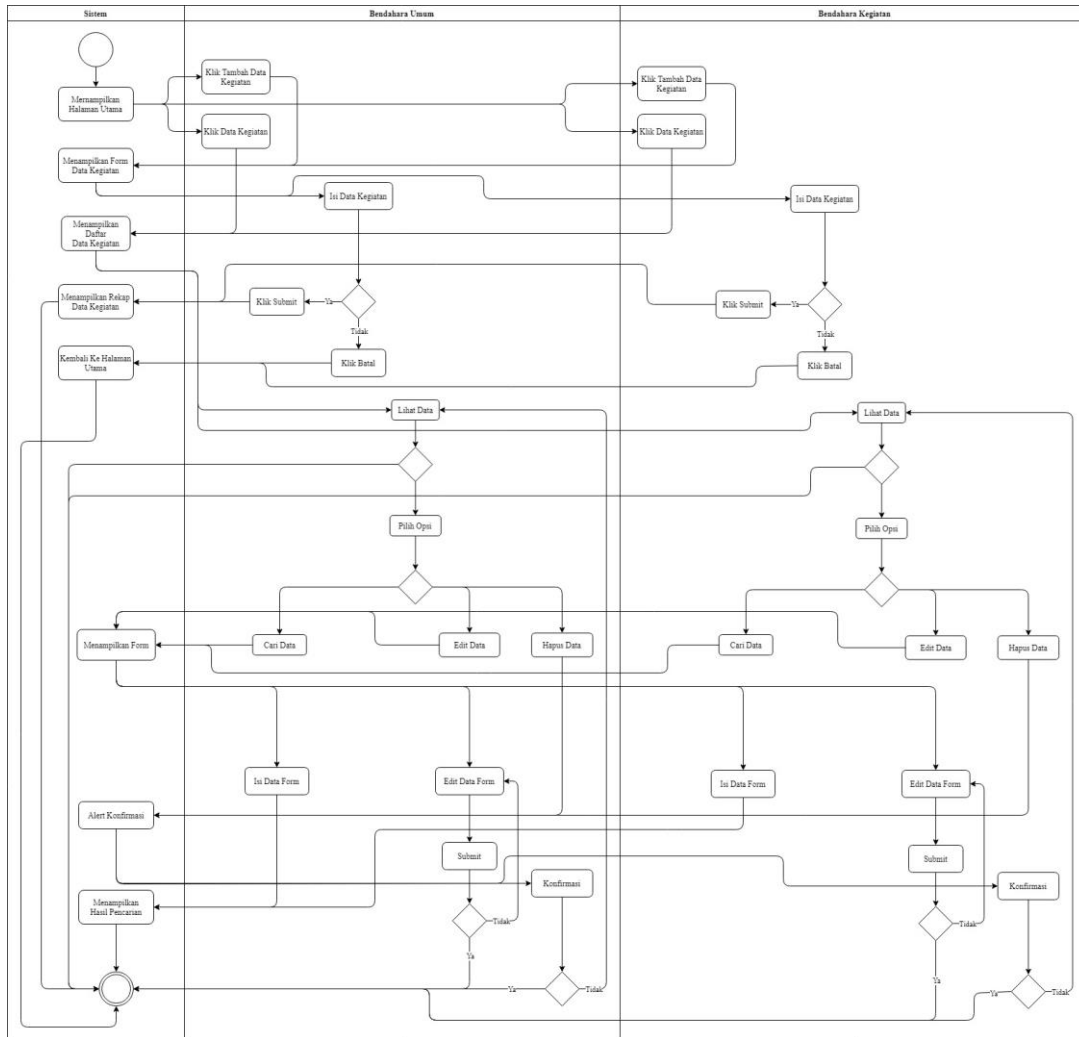 Sistem
Bendahara Umum
Bendahara Kegiatan
Mernampilkan
Halaman Utama
Klik Tambah Data
Kegiatan
Klik Tambah Data
Kegiatan
Klik Data Kegiatan
Klik Data Kegiatan
Menampilkan Form
Data Kegiatan
Isi Data Kegiatan
Isi Data Kegiatan
Menampilkan
Daftar
Data Kegiatan
Menampilkan Rekap
Data Kegiatan
Klik Submit
Ya
Klik Submit
Ya
Tidak
Tidak
Kembali Ke Halaman
Utama
Klik Batal
Klik Batal
Lihat Data
Lihat Data
Pilih Opsi
Pilih Opsi
Menampilkan Form
Cari Data
Edit Data
Hapus Data
Cari Data
Edit Data
Hapus Data
Isi Data Form
Edit Data Form
Isi Data Form
Edit Data Form
Alert Konfirmasi
Submit
Submit
Konfirmasi
Konfirmasi
Menampilkan
Hasil Pencarian
Tidak
Tidak
Ya
Ya
Ya
Tidak
Ya
Tidak